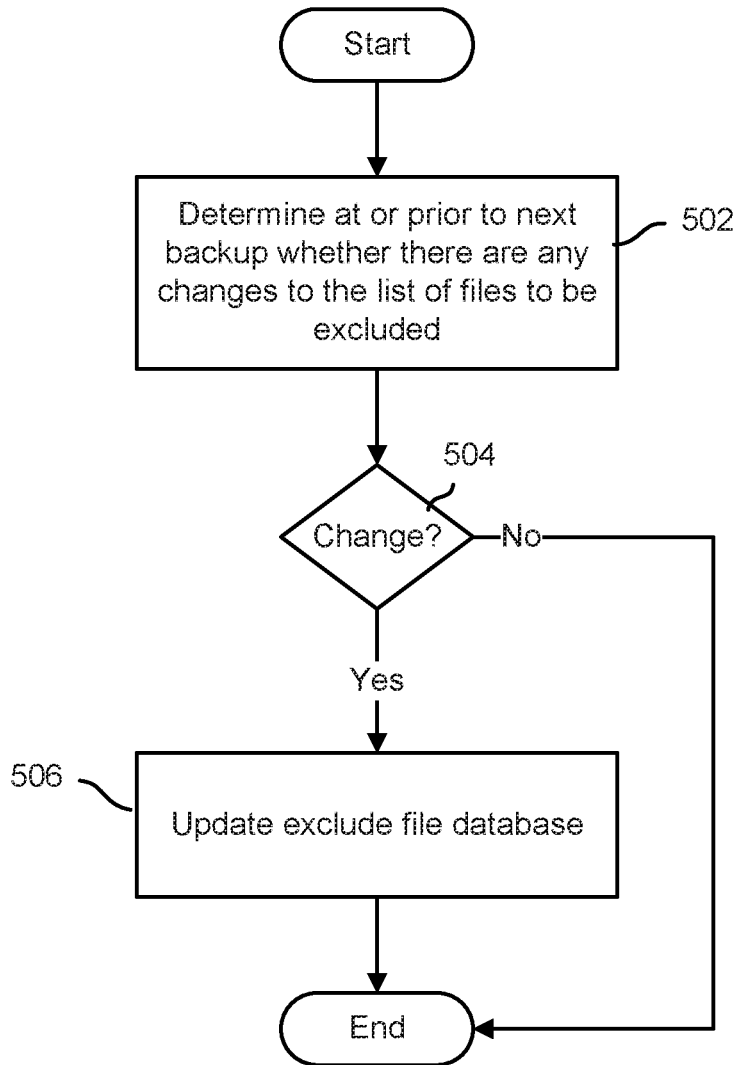 Start
Determine at or prior to next
backup whether there are any
changes to the list of files to be
excluded
502
504
Change?
No
Yes
506
Update exclude file database
End